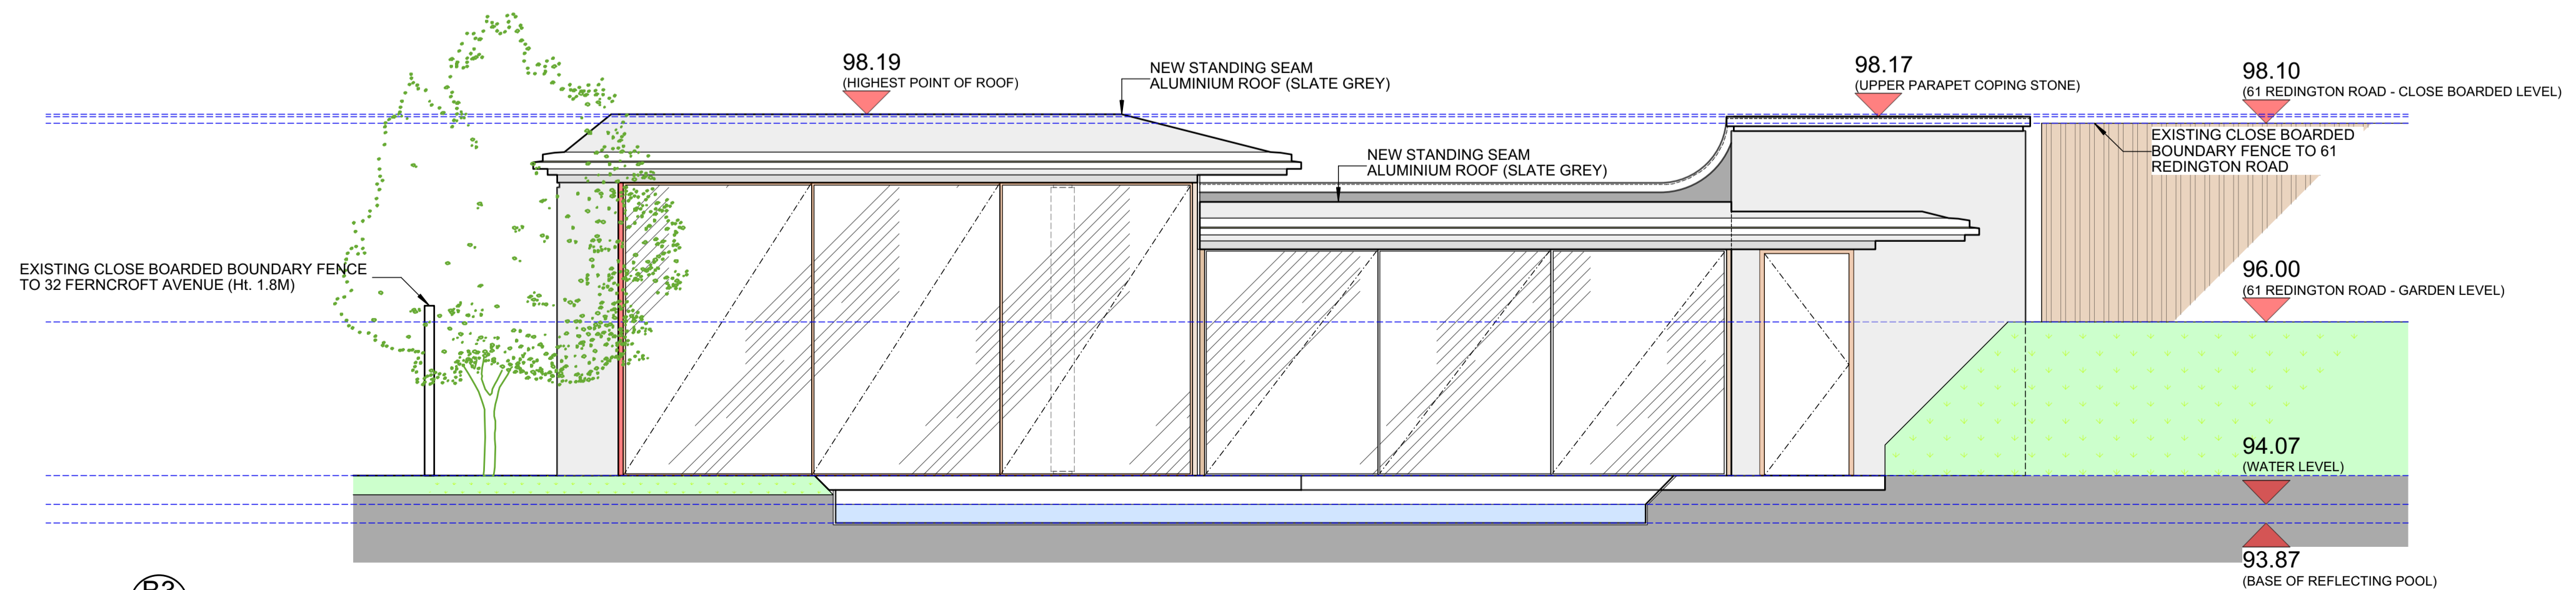 98.19
(HIGHEST POINT OF ROOF)
NEW STANDING SEAM
ALUMINIUM ROOF (SLATE GREY)
98.17
(UPPER PARAPET COPING STONE)
98.10
(61 REDINGTON ROAD - CLOSE BOARDED LEVEL)
EXISTING CLOSE BOARDED
BOUNDARY FENCE TO 61
REDINGTON ROAD
NEW STANDING SEAM
ALUMINIUM ROOF (SLATE GREY)
EXISTING CLOSE BOARDED BOUNDARY FENCE
TO 32 FERNCROFT AVENUE (Ht. 1.8M)
96.00
(61 REDINGTON ROAD - GARDEN LEVEL)
94.07
(WATER LEVEL)
93.87
(BASE OF REFLECTING POOL)